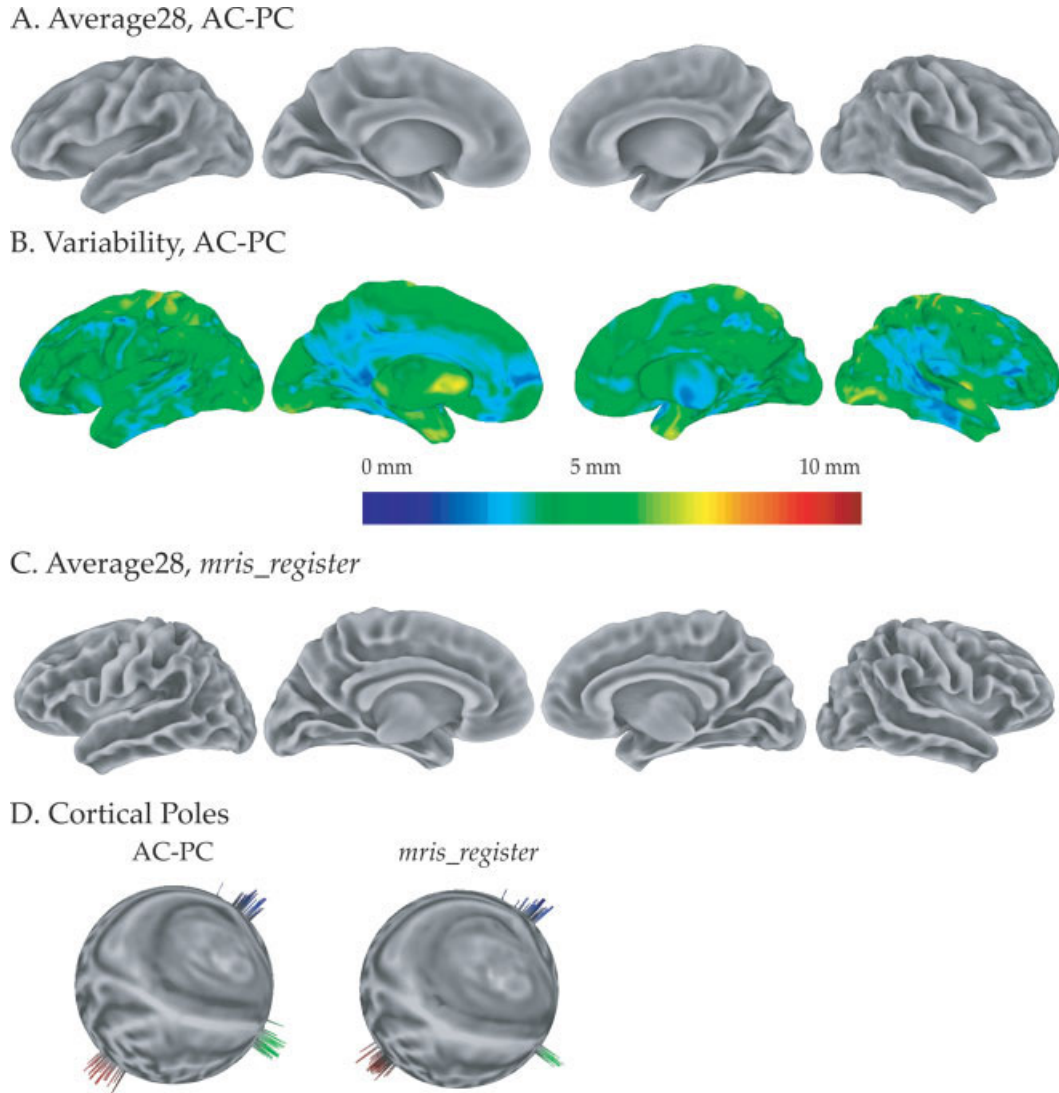 A. Average28, AC-PC
B. Variability, AC-PC
0 mm 5 mm 10 mm
C. Average28, mris_register
D. Cortical Poles
AC-PC mris_register